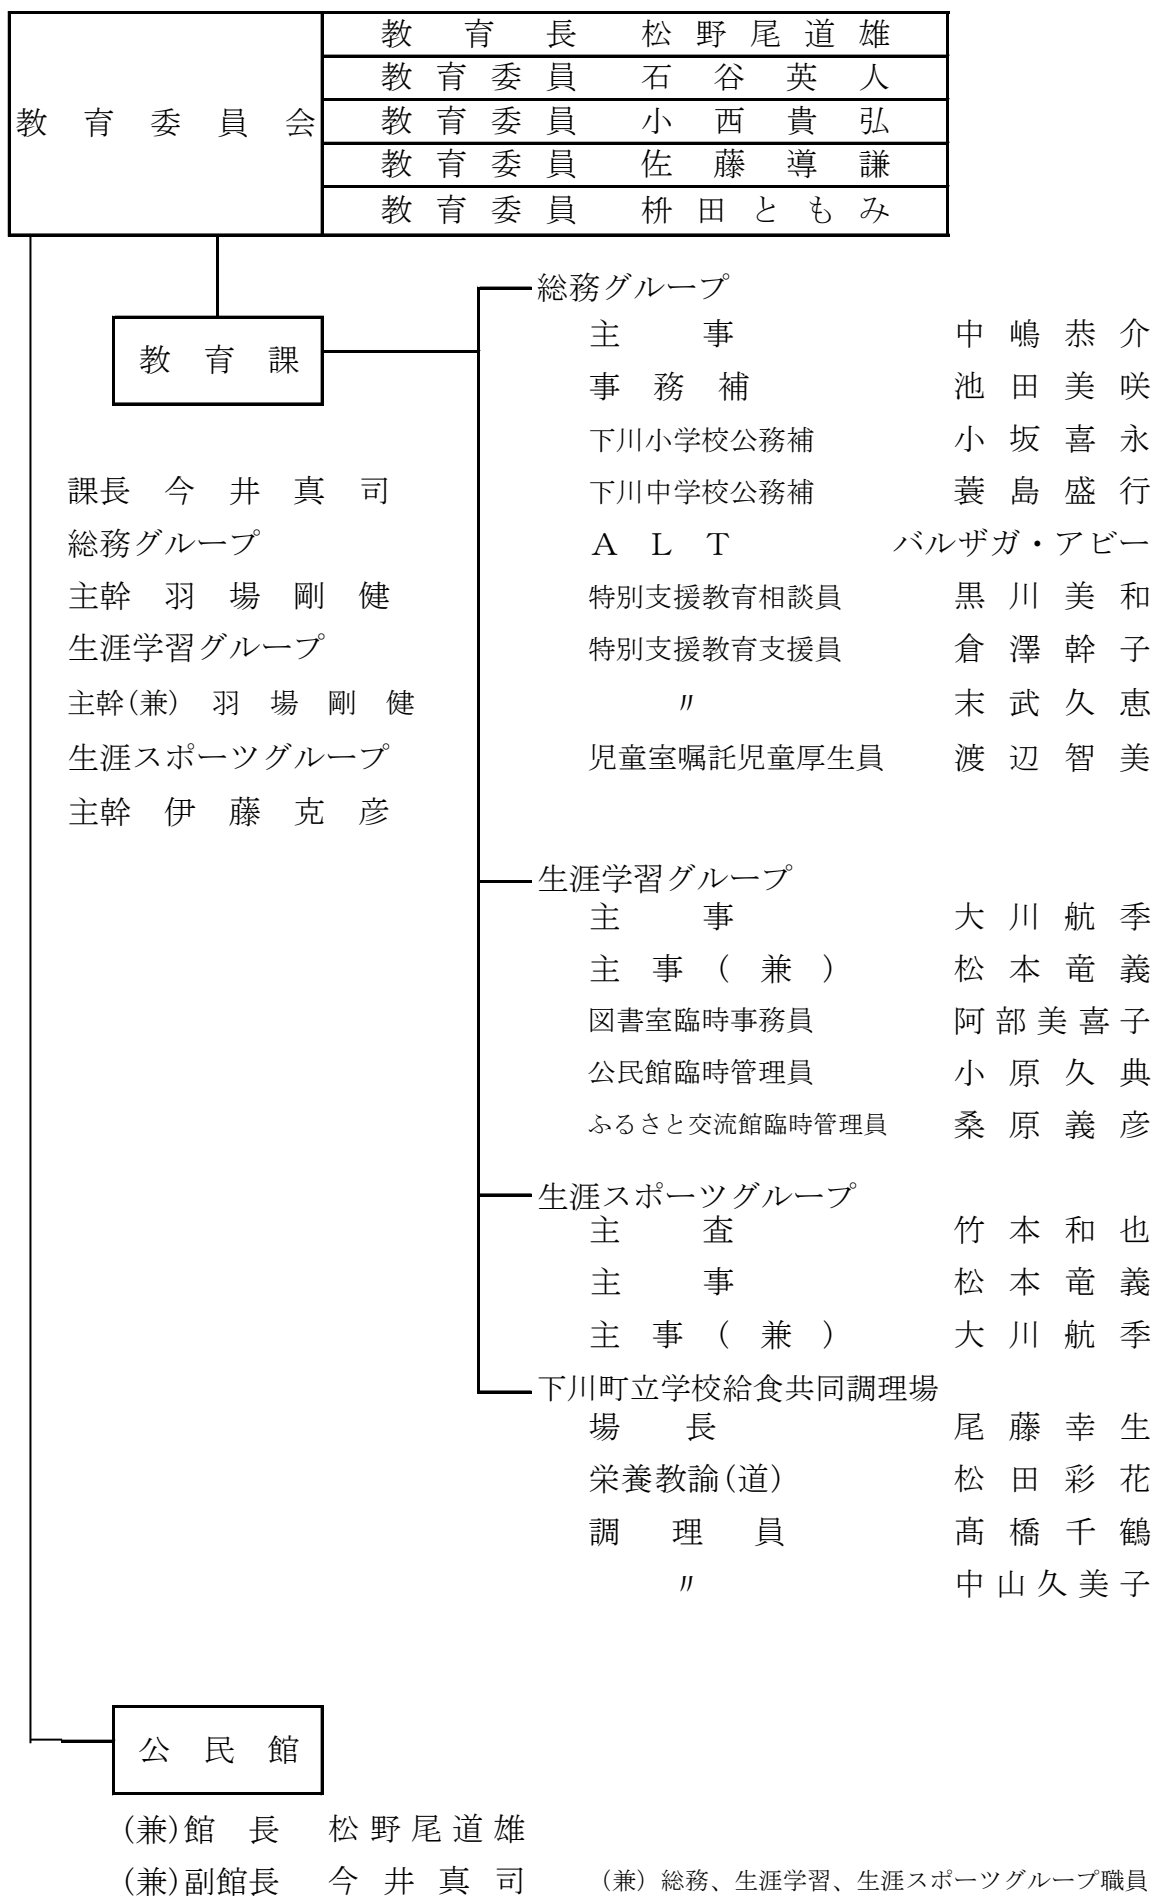 教育委員会
教育長 松野尾道雄
教育委員 石谷英人
教育委員 小西貴弘
教育委員 佐藤導謙
教育委員 枡田ともみ
教育課
課長 今井真司
総務グループ
主幹 羽場剛健
生涯学習グループ
主幹(兼) 羽場剛健
生涯スポーツグループ
主幹 伊藤克彦
総務グループ
主事 中嶋恭介
事務補 池田美咲
下川小学校公務補 小坂喜永
下川中学校公務補 蓑島盛行
ALT バルザガ・アビー
特別支援教育相談員 黒川美和
特別支援教育支援員 倉澤幹子
〃 末武久恵
児童室嘱託児童厚生員 渡辺智美
生涯学習グループ
主事 大川航季
主事(兼) 松本竜義
図書室臨時事務員 阿部美喜子
公民館臨時管理員 小原久典
ふるさと交流館臨時管理員 桑原義彦
生涯スポーツグループ
主査 竹本和也
主事 松本竜義
主事(兼) 大川航季
下川町立学校給食共同調理場
場長 尾藤幸生
栄養教諭(道) 松田彩花
調理員 髙橋千鶴
〃 中山久美子
公民館
(兼)館長 松野尾道雄
(兼)副館長 今井真司 (兼) 総務、生涯学習、生涯スポーツグループ職員